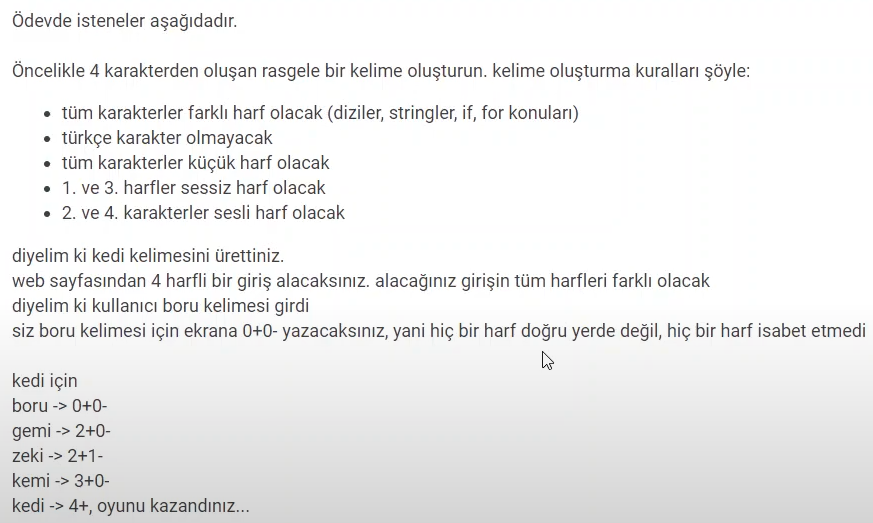 Ödevde isteneler aşağıdadır.
Öncelikle 4 karakterden oluşan rasgele bir kelime oluşturun. kelime oluşturma kuralları şöyle:
• tüm karakterler farklı harf olacak (diziler, stringler, if, for konuları)
• türkçe karakter olmayacak
• tüm karakterler küçük harf olacak
• 1. ve 3. harfler sessiz harf olacak
• 2. ve 4. karakterler sesli harf olacak
diyelim ki kedi kelimesini ürettiniz.
web sayfasından 4 harfli bir giriş alacaksınız. alacağınız girişin tüm harfleri farklı olacak
diyelim ki kullanıcı boru kelimesi girdi
siz boru kelimesi için ekrana 0+0- yazacaksınız, yani hiç bir harf doğru yerde değil, hiç bir harf isabet etmedi
kedi için
boru -> 0+0-
gemi -> 2+0-
zeki -> 2+1-
kemi -> 3+0-
kedi -> 4+, oyunu kazandınız...